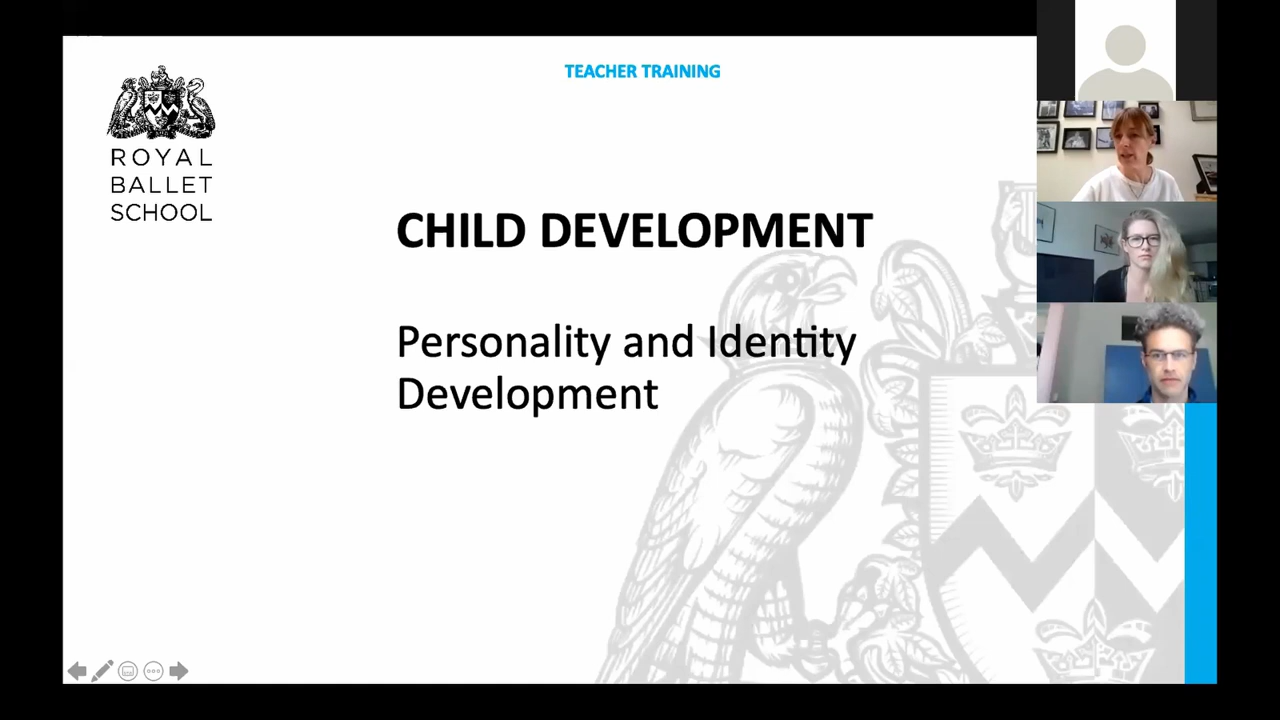 TEACHER TRAINING
ROYAL
BALLET
SCHOOL
CHILD DEVELOPMENT
Personality and Identity
Development